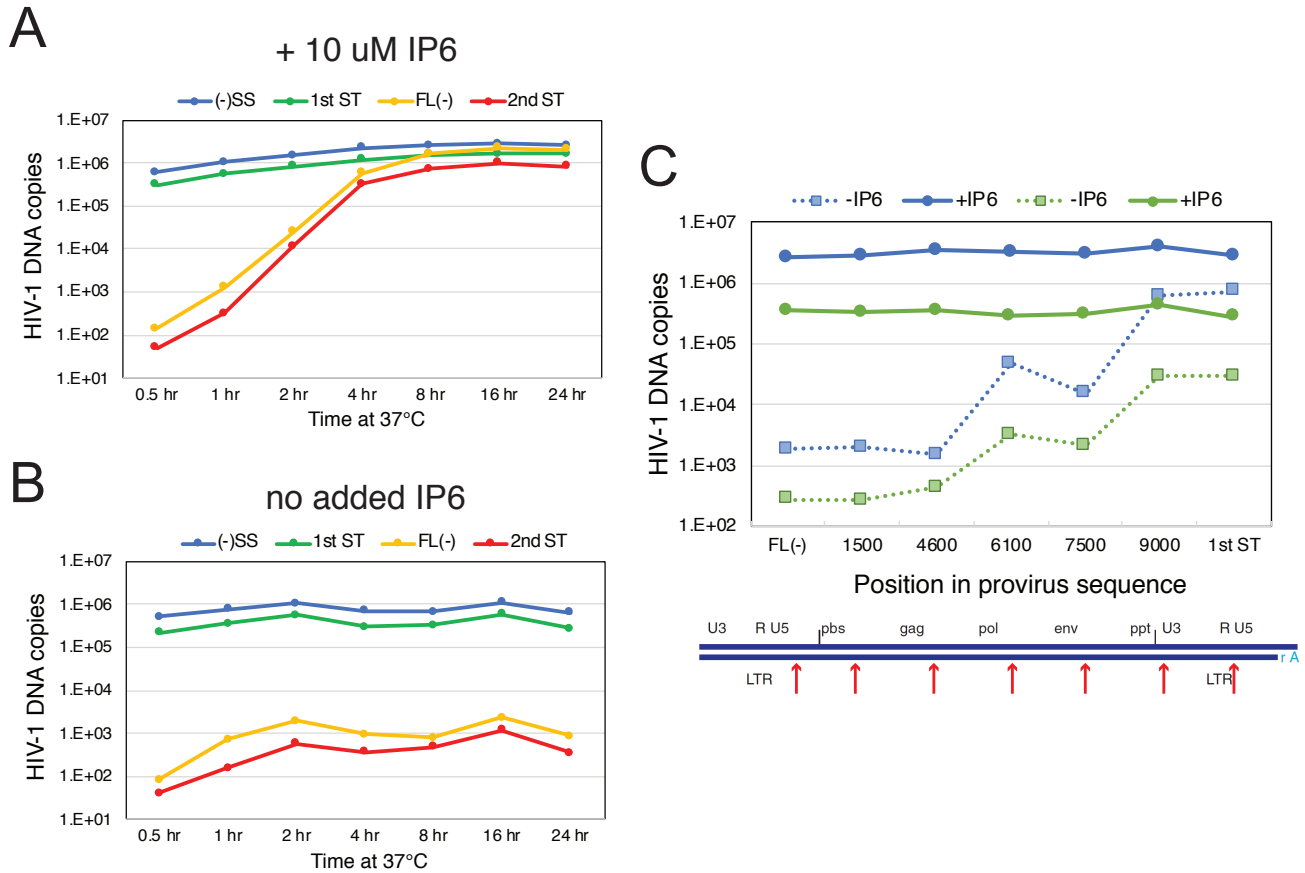 A
+ 10 uM IP6
(-)SS 1st ST FL(-) 2nd ST
1.E+07
1.E+06
1.E+05
1.E+04
1.E+03
1.E+02
1.E+01
HIV-1 DNA copies
0.5 hr 1 hr 2 hr 4 hr 8 hr 16 hr 24 hr
Time at 37°C
B
no added IP6
(-)SS 1st ST FL(-) 2nd ST
1.E+07
1.E+06
1.E+05
1.E+04
1.E+03
1.E+02
1.E+01
HIV-1 DNA copies
0.5 hr 1 hr 2 hr 4 hr 8 hr 16 hr 24 hr
Time at 37°C
C
-IP6 +IP6 -IP6 +IP6
1.E+07
1.E+06
1.E+05
1.E+04
1.E+03
1.E+02
HIV-1 DNA copies
FL(-) 1500 4600 6100 7500 9000 1st ST
Position in provirus sequence
U3 R U5 pbs gag pol env ppt U3 R U5
r A
LTR LTR